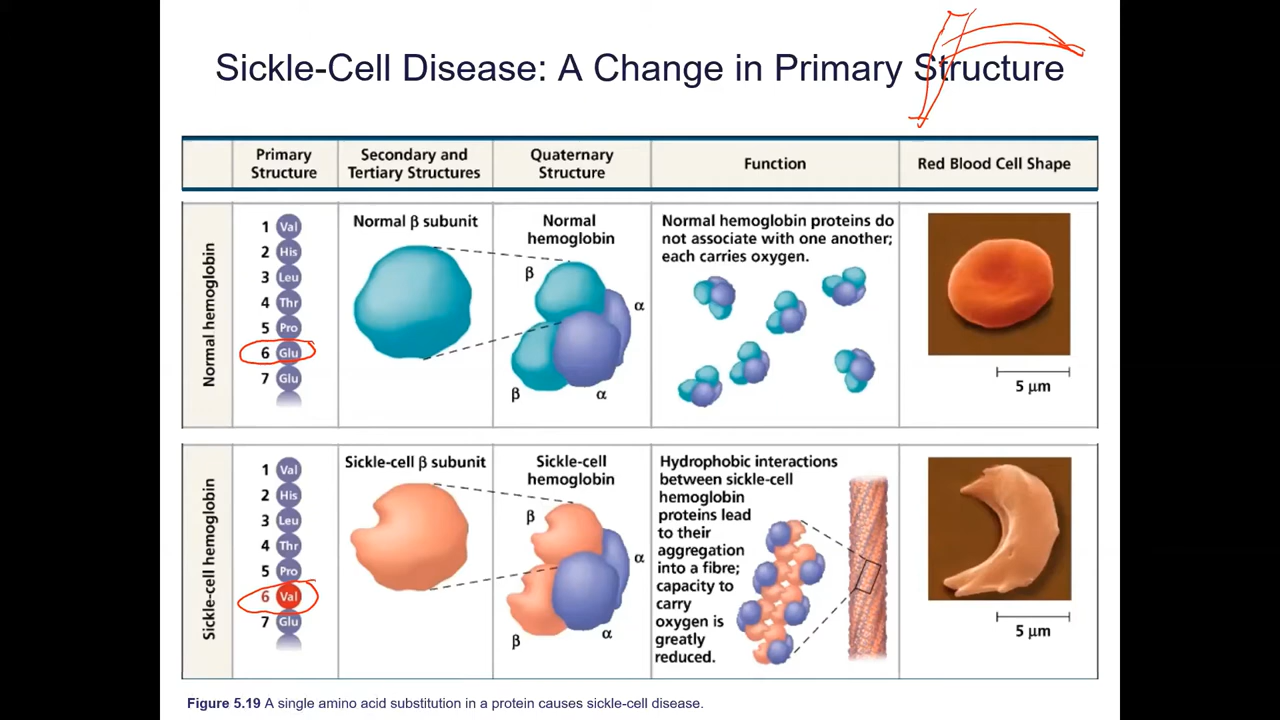 Sickle-Cell Disease: A Change in Primary Structure
Primary
Structure
Secondary and
Tertiary Structures
Quaternary
Structure
Function
Red Blood Cell Shape
Normal hemoglobin
1 Val
2 His
3 Leu
4 Thr
5 Pro
6 Glu
7 Glu
Normal β subunit
Normal
hemoglobin
β
α
β
α
Normal hemoglobin proteins do
not associate with one another;
each carries oxygen.
5 μm
Sickle-cell hemoglobin
1 Val
2 His
3 Leu
4 Thr
5 Pro
6 Val
7 Glu
Sickle-cell β subunit
Sickle-cell
hemoglobin
β
α
β
α
Hydrophobic interactions
between sickle-cell
hemoglobin
proteins lead
to their
aggregation
into a fibre;
capacity to
carry
oxygen is
greatly
reduced.
5 μm
Figure 5.19 A single amino acid substitution in a protein causes sickle-cell disease.